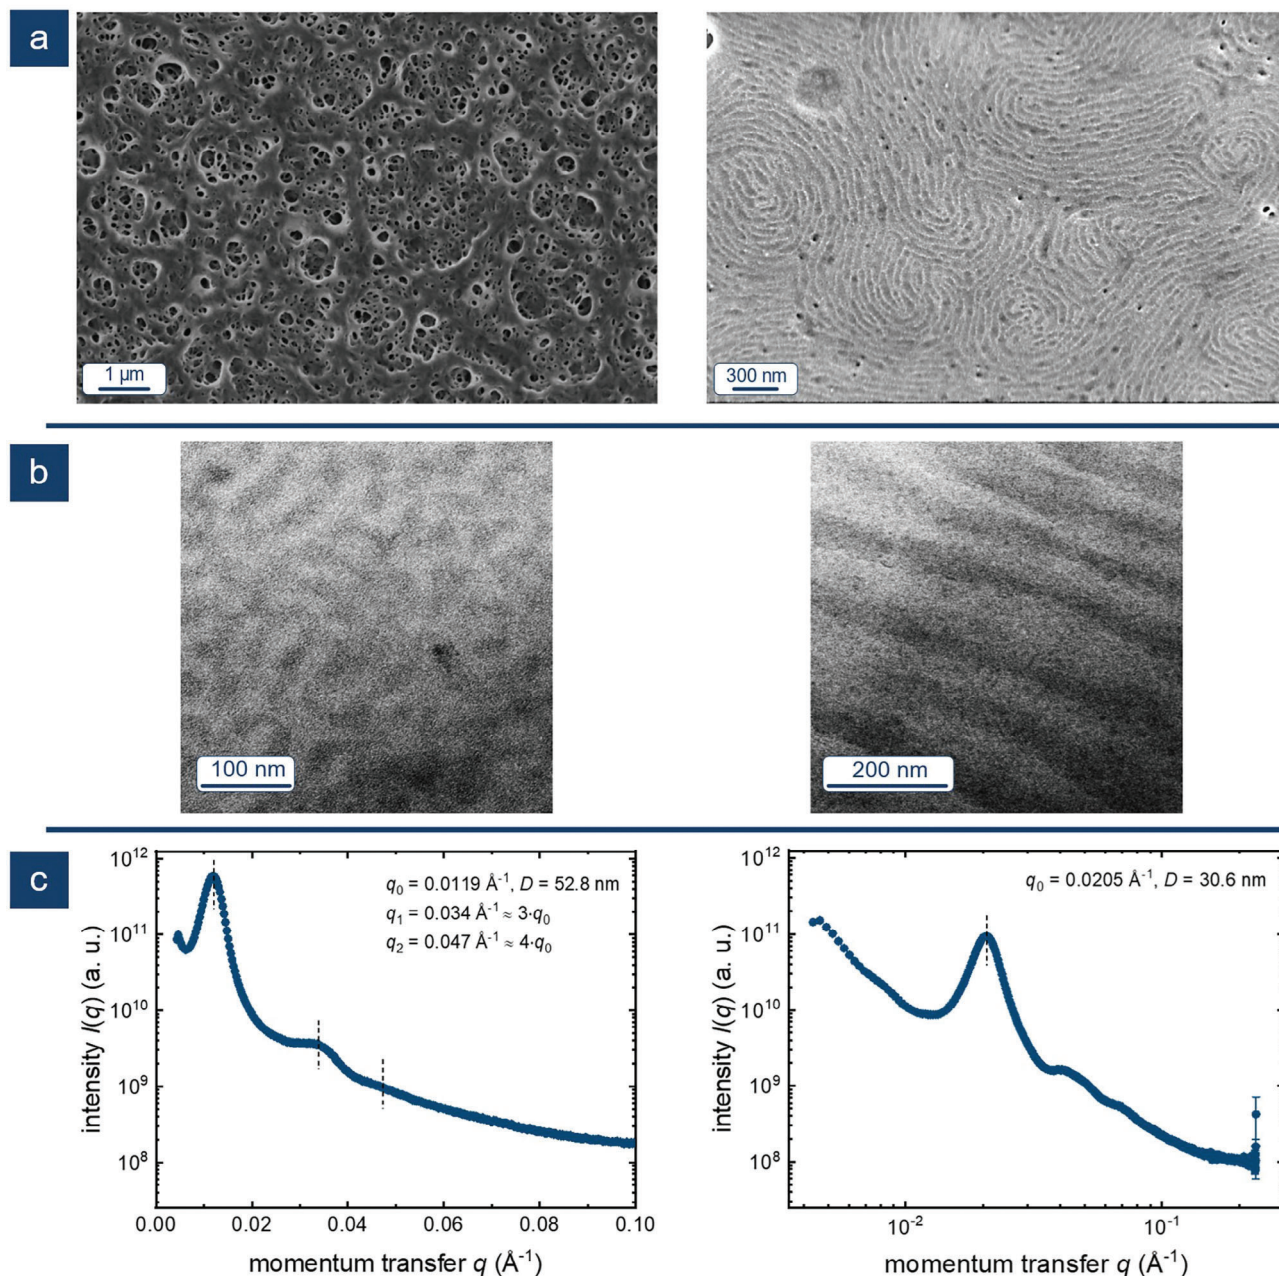 a
1 µm
300 nm
b
100 nm
200 nm
c
10¹²
10¹¹
10¹⁰
10⁹
10⁸
intensity I(q) (a. u.)
q₀ = 0.0119 Å⁻¹, D = 52.8 nm
q₁ = 0.034 Å⁻¹ ≈ 3·q₀
q₂ = 0.047 Å⁻¹ ≈ 4·q₀
0.00 0.02 0.04 0.06 0.08 0.10
momentum transfer q (Å⁻¹)
10¹²
10¹¹
10¹⁰
10⁹
10⁸
intensity I(q) (a. u.)
q₀ = 0.0205 Å⁻¹, D = 30.6 nm
10⁻² 10⁻¹
momentum transfer q (Å⁻¹)